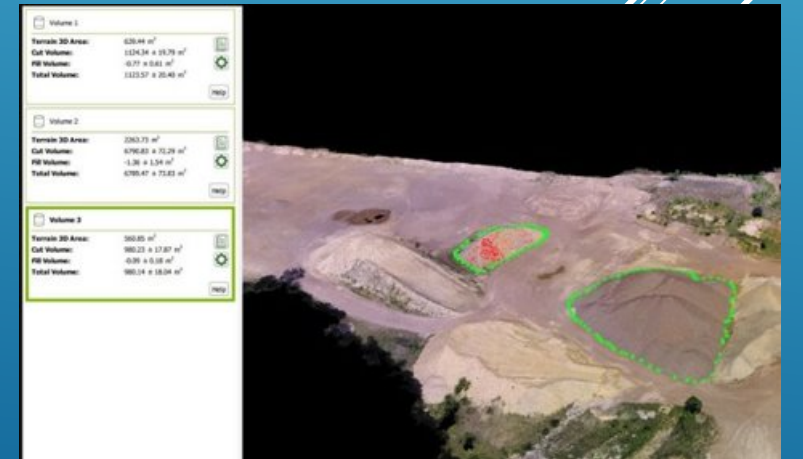 Volume 1
Terrain 3D Area: 639.44 m²
Cut Volume: 1124.34 ± 19.79 m³
Fill Volume: -0.77 ± 0.61 m³
Total Volume: 1123.57 ± 20.40 m³
Help
Volume 2
Terrain 3D Area: 2263.73 m²
Cut Volume: 6790.83 ± 72.29 m³
Fill Volume: -1.36 ± 1.54 m³
Total Volume: 6789.47 ± 73.83 m³
Help
Volume 3
Terrain 3D Area: 560.85 m²
Cut Volume: 980.23 ± 17.87 m³
Fill Volume: -0.09 ± 0.18 m³
Total Volume: 980.14 ± 18.04 m³
Help